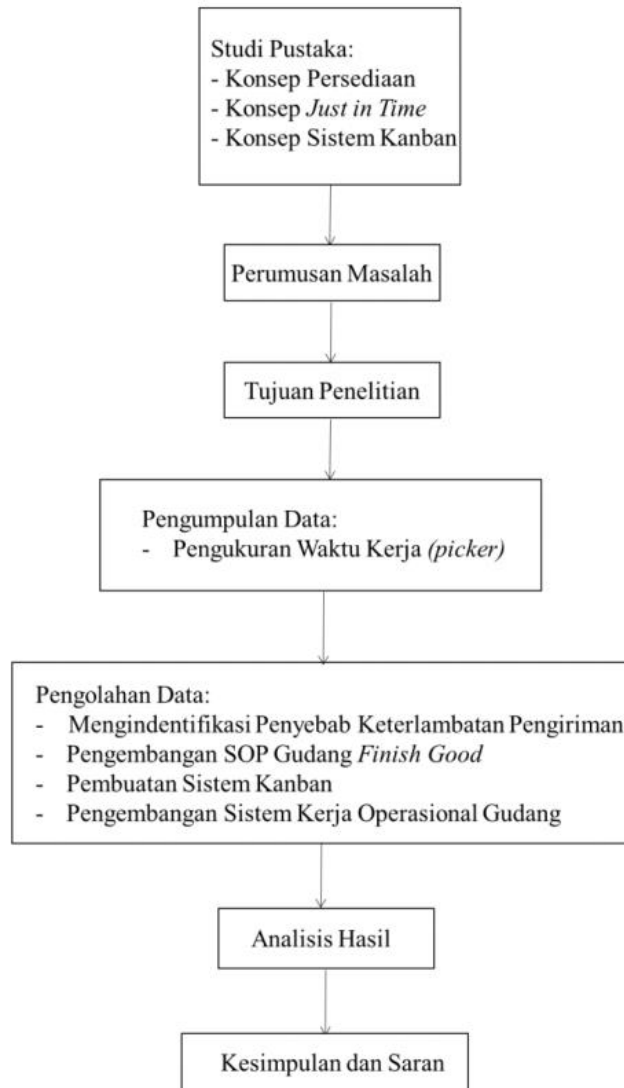 Studi Pustaka:
- Konsep Persediaan
- Konsep Just in Time
- Konsep Sistem Kanban
Perumusan Masalah
Tujuan Penelitian
Pengumpulan Data:
- Pengukuran Waktu Kerja (picker)
Pengolahan Data:
- Mengindentifikasi Penyebab Keterlambatan Pengiriman
- Pengembangan SOP Gudang Finish Good
- Pembuatan Sistem Kanban
- Pengembangan Sistem Kerja Operasional Gudang
Analisis Hasil
Kesimpulan dan Saran